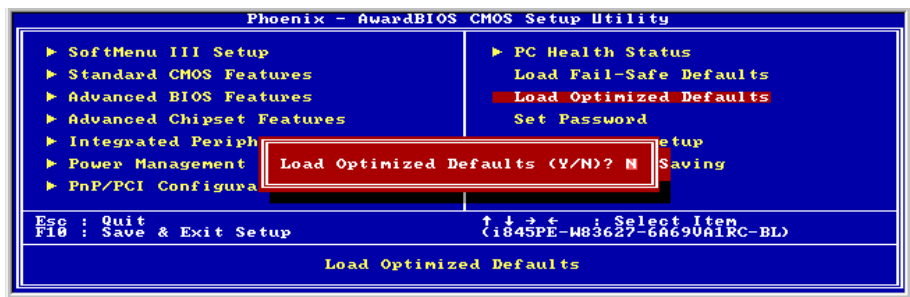 Phoenix - AwardBIOS CMOS Setup Utility
► SoftMenu III Setup
► Standard CMOS Features
► Advanced BIOS Features
► Advanced Chipset Features
► Integrated Periph
► Power Management
► PnP/PCI Configura
► PC Health Status
Load Fail-Safe Defaults
Load Optimized Defaults
Set Password
etup
Saving
Load Optimized Defaults (Y/N)? N
Esc : Quit
F10 : Save & Exit Setup
↑ ↓ → ← : Select Item
(i845PE-W83627-6A69VA1RC-BL)
Load Optimized Defaults